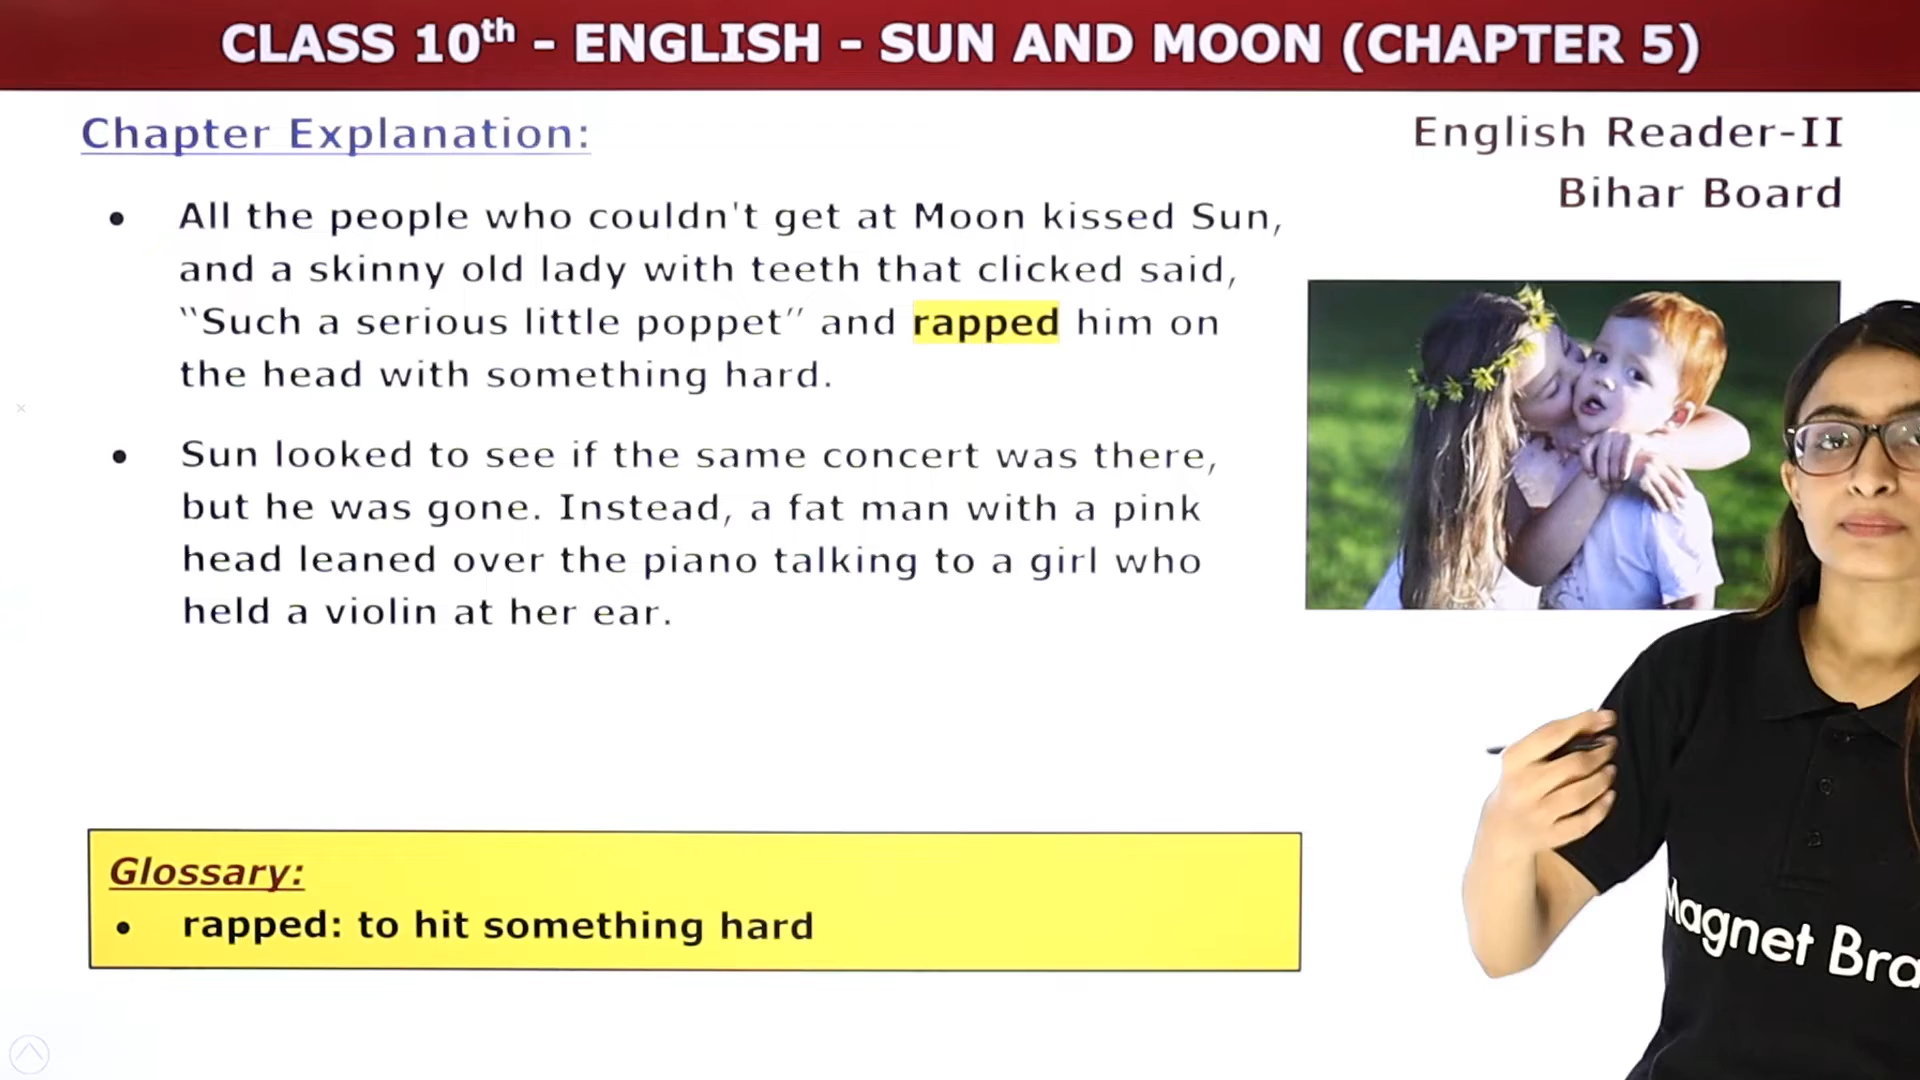 CLASS 10th - ENGLISH - SUN AND MOON (CHAPTER 5)
Chapter Explanation:
English Reader-II
Bihar Board
• All the people who couldn't get at Moon kissed Sun,
and a skinny old lady with teeth that clicked said,
“Such a serious little poppet” and rapped him on
the head with something hard.
• Sun looked to see if the same concert was there,
but he was gone. Instead, a fat man with a pink
head leaned over the piano talking to a girl who
held a violin at her ear.
Glossary:
• rapped: to hit something hard
Magnet Bra